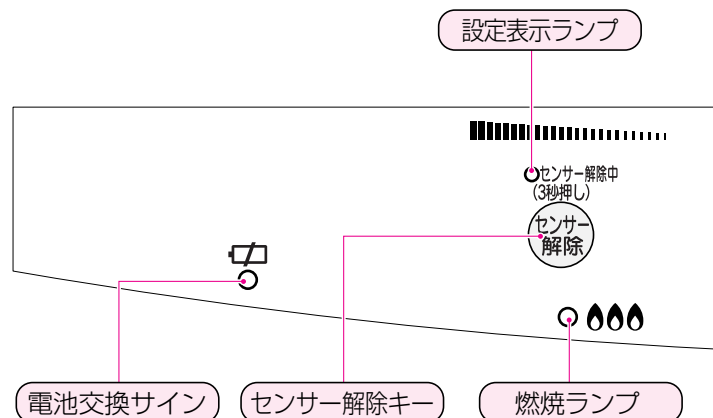 設定表示ランプ
センサー解除中
(3秒押し)
センサー
解除
電池交換サイン
センサー解除キー
燃焼ランプ